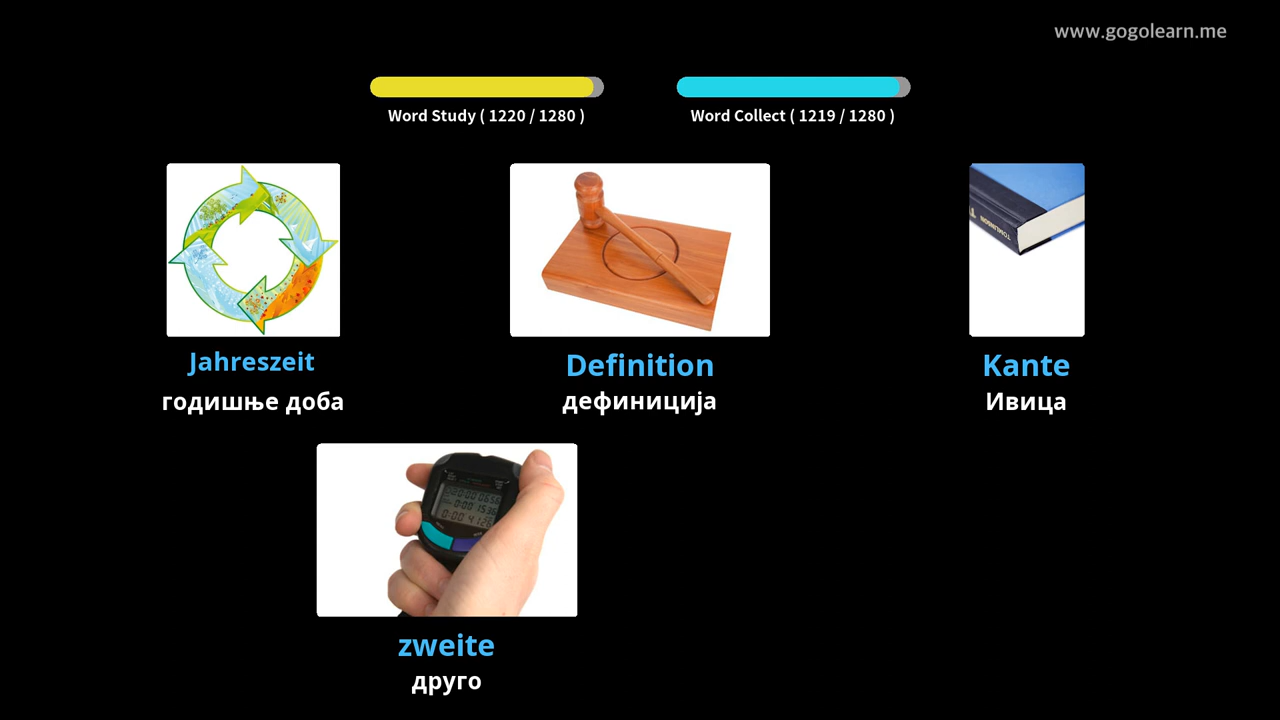 www.gogolearn.me
Word Study ( 1220 / 1280 )
Word Collect ( 1219 / 1280 )
TOMLINSON
Jahreszeit
Definition
Kante
годишње доба
дефиниција
Ивица
zweite
друго